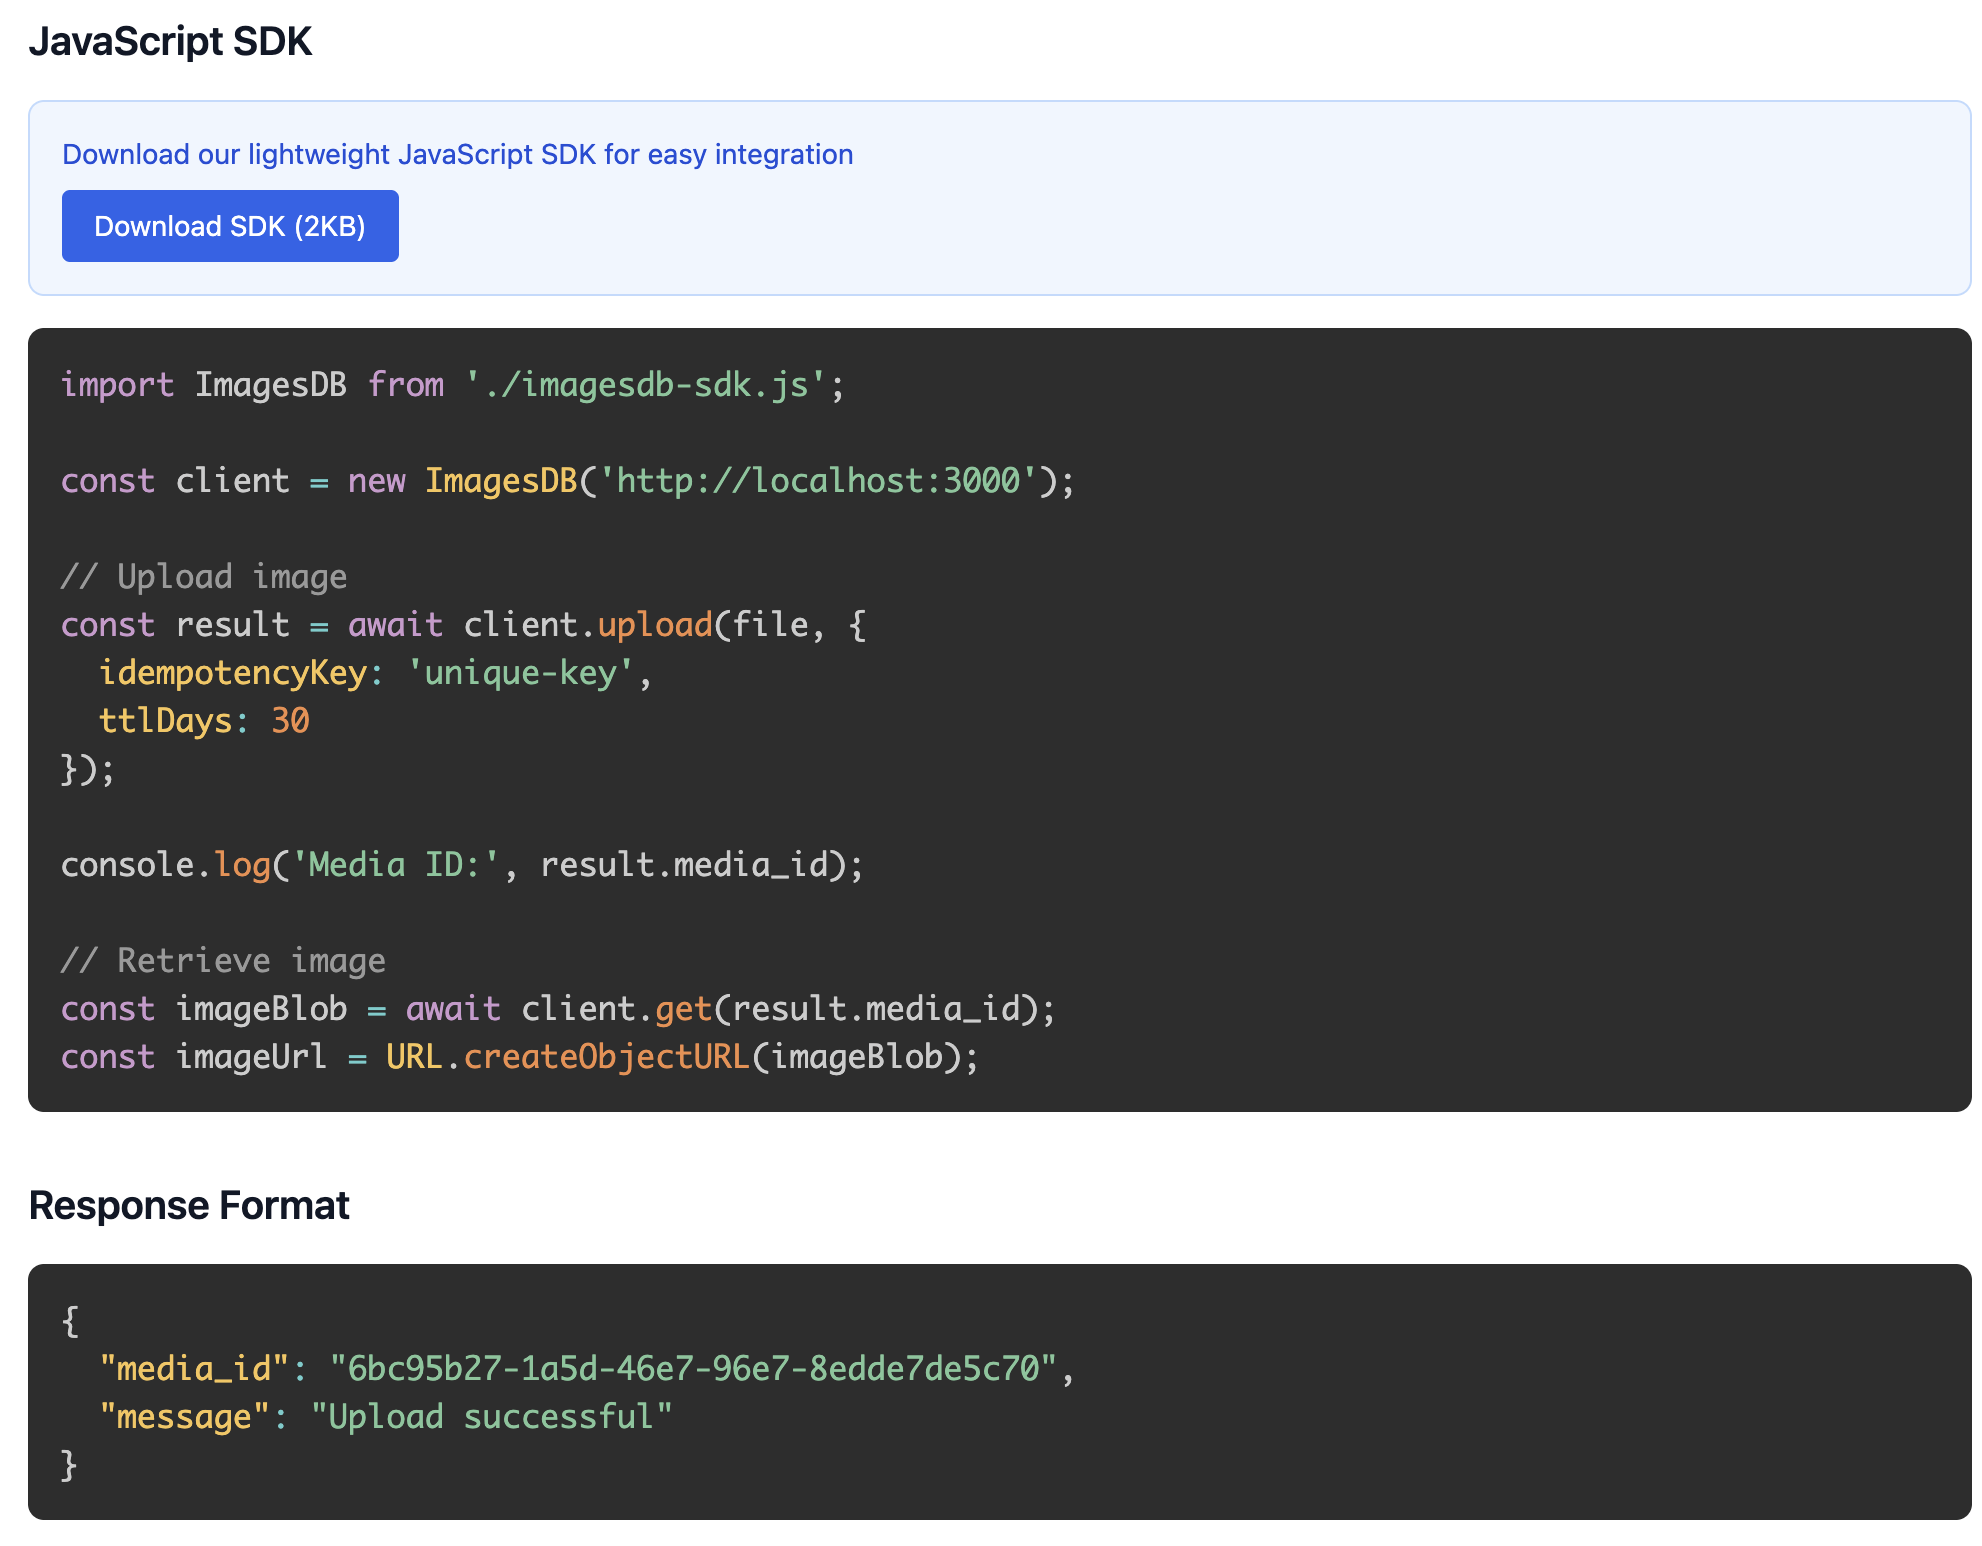 JavaScript SDK
Download our lightweight JavaScript SDK for easy integration
Download SDK (2KB)
import ImagesDB from './imagesdb-sdk.js';
const client = new ImagesDB('http://localhost:3000');
// Upload image
const result = await client.upload(file, {
  idempotencyKey: 'unique-key',
  ttlDays: 30
});
console.log('Media ID:', result.media_id);
// Retrieve image
const imageBlob = await client.get(result.media_id);
const imageUrl = URL.createObjectURL(imageBlob);
Response Format
{
  "media_id": "6bc95b27-1a5d-46e7-96e7-8edde7de5c70",
  "message": "Upload successful"
}